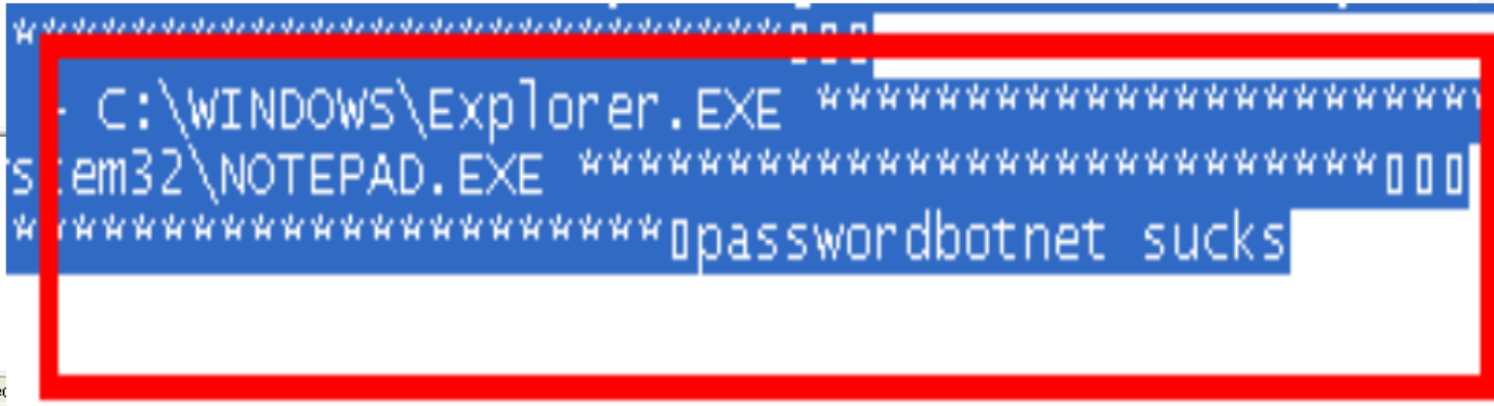 **************************▯▯▯
- C:\WINDOWS\Explorer.EXE ***********************
stem32\NOTEPAD.EXE ***************************▯▯▯
**********************▯passwordbotnet sucks